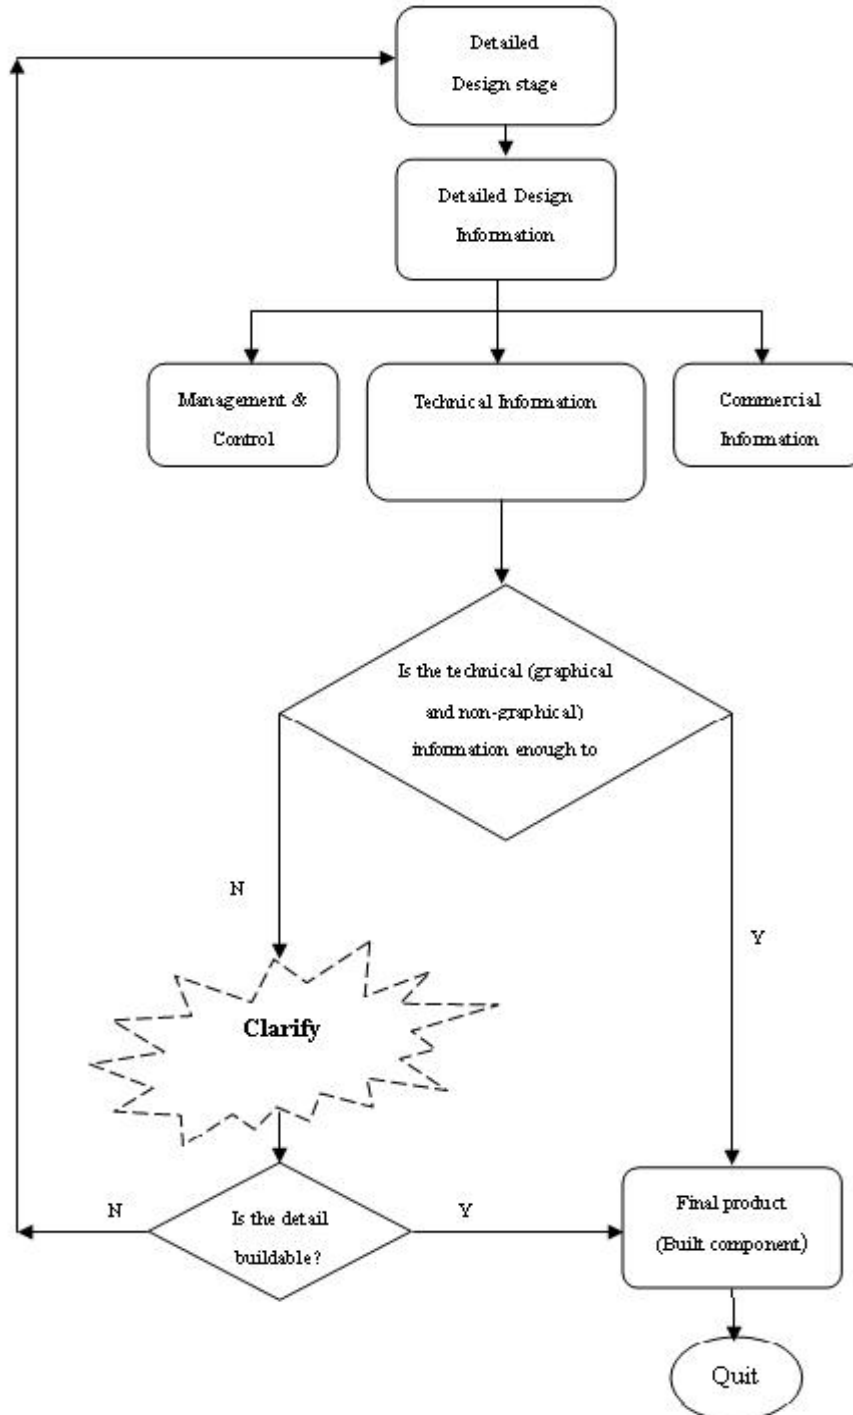 Detailed
Design stage
Detailed Design
Information
Management &
Control
Technical Information
Commercial
Information
Is the technical (graphical
and non-graphical)
information enough to
N
Y
Clarify
N
Is the detail
buildable?
Y
Final product
(Built component)
Quit